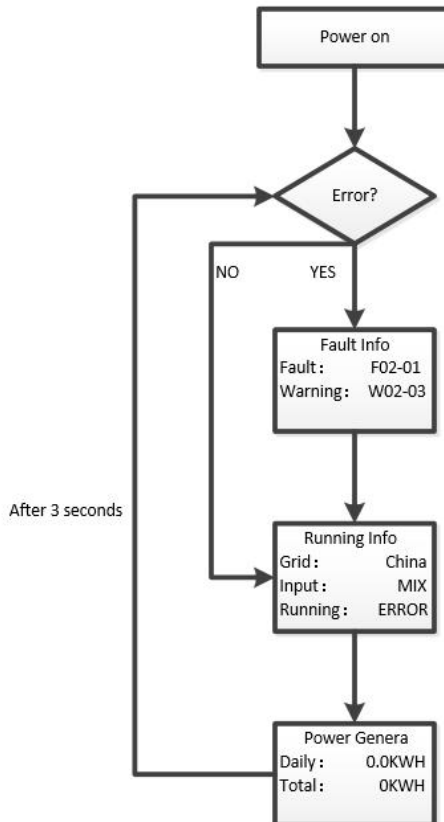 Power on
Error?
NO YES
Fault Info
Fault： F02-01
Warning： W02-03
After 3 seconds
Running Info
Grid： China
Input： MIX
Running： ERROR
Power Genera
Daily： 0.0KWH
Total： 0KWH